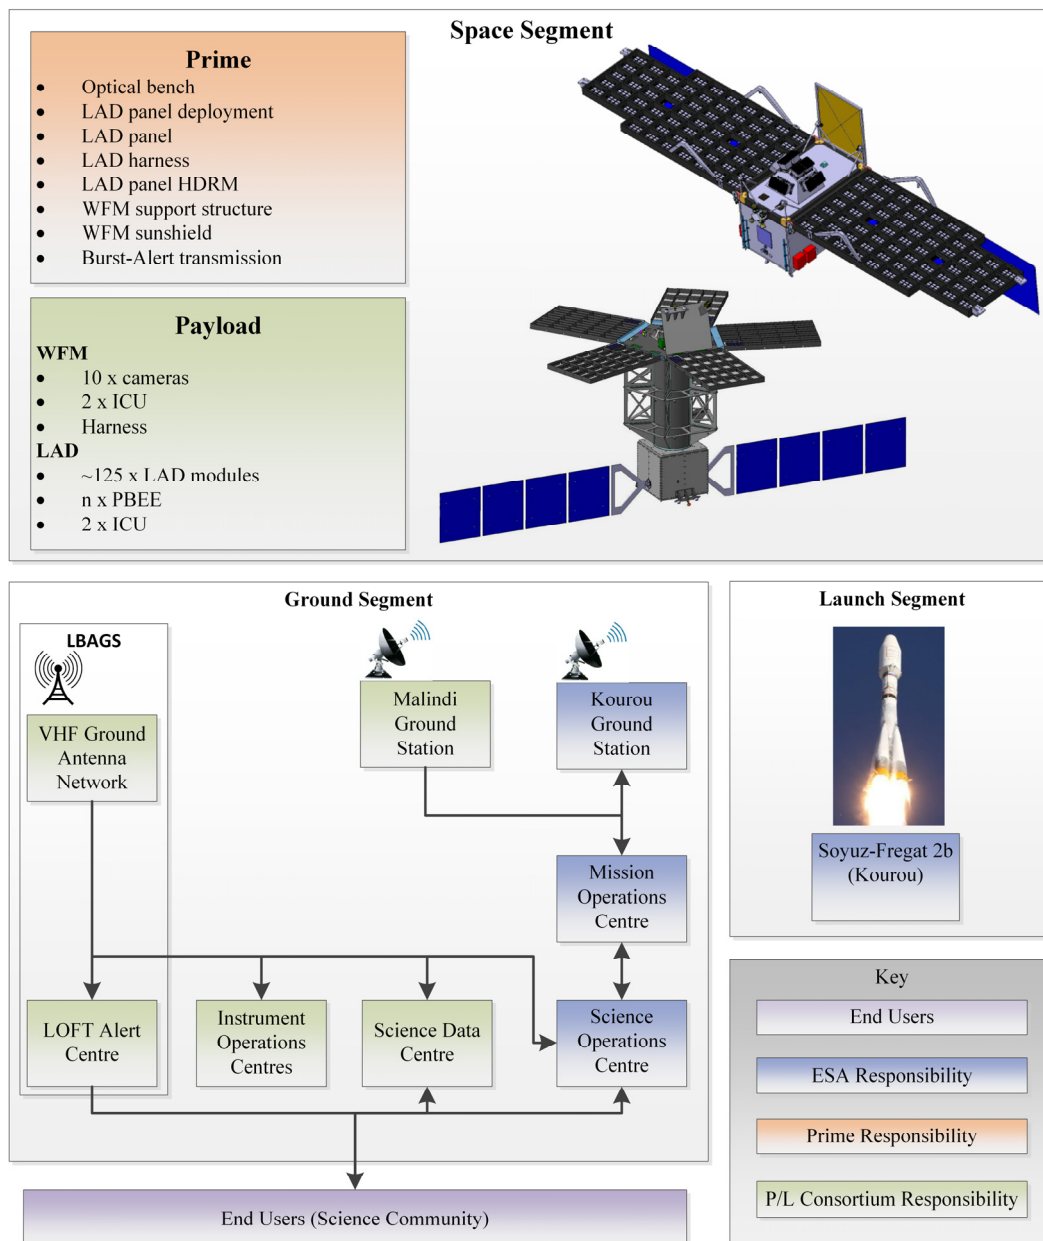 Space Segment
Prime
• Optical bench
• LAD panel deployment
• LAD panel
• LAD harness
• LAD panel HDRM
• WFM support structure
• WFM sunshield
• Burst-Alert transmission
Payload
WFM
• 10 x cameras
• 2 x ICU
• Harness
LAD
• ~125 x LAD modules
• n x PBEE
• 2 x ICU
Ground Segment
LBAGS
VHF Ground
Antenna
Network
Malindi
Ground
Station
Kourou
Ground
Station
Mission
Operations
Centre
LOFT Alert
Centre
Instrument
Operations
Centres
Science Data
Centre
Science
Operations
Centre
End Users (Science Community)
Launch Segment
Soyuz-Fregat 2b
(Kourou)
Key
End Users
ESA Responsibility
Prime Responsibility
P/L Consortium Responsibility